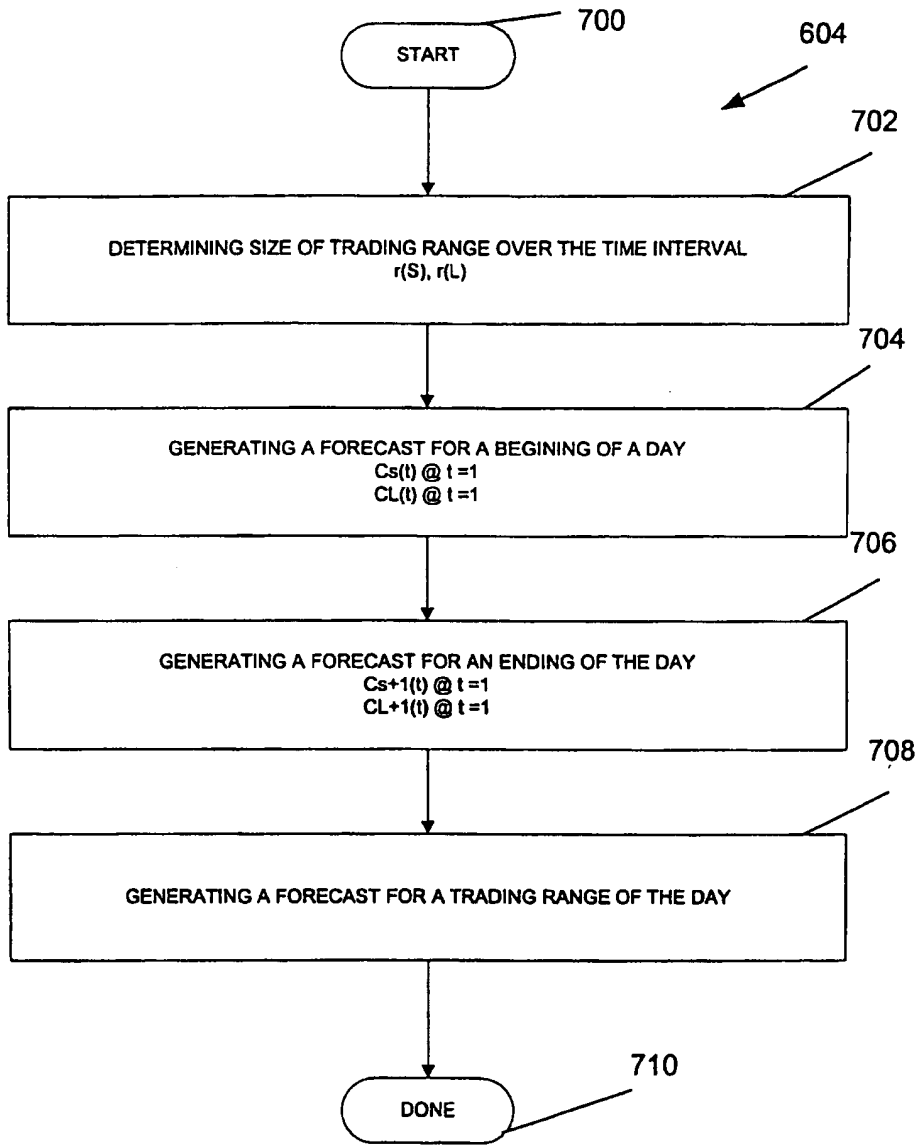 700
START
604
702
DETERMINING SIZE OF TRADING RANGE OVER THE TIME INTERVAL
r(S), r(L)
704
GENERATING A FORECAST FOR A BEGINING OF A DAY
Cs(t) @ t =1
CL(t) @ t =1
706
GENERATING A FORECAST FOR AN ENDING OF THE DAY
Cs+1(t) @ t =1
CL+1(t) @ t =1
708
GENERATING A FORECAST FOR A TRADING RANGE OF THE DAY
710
DONE